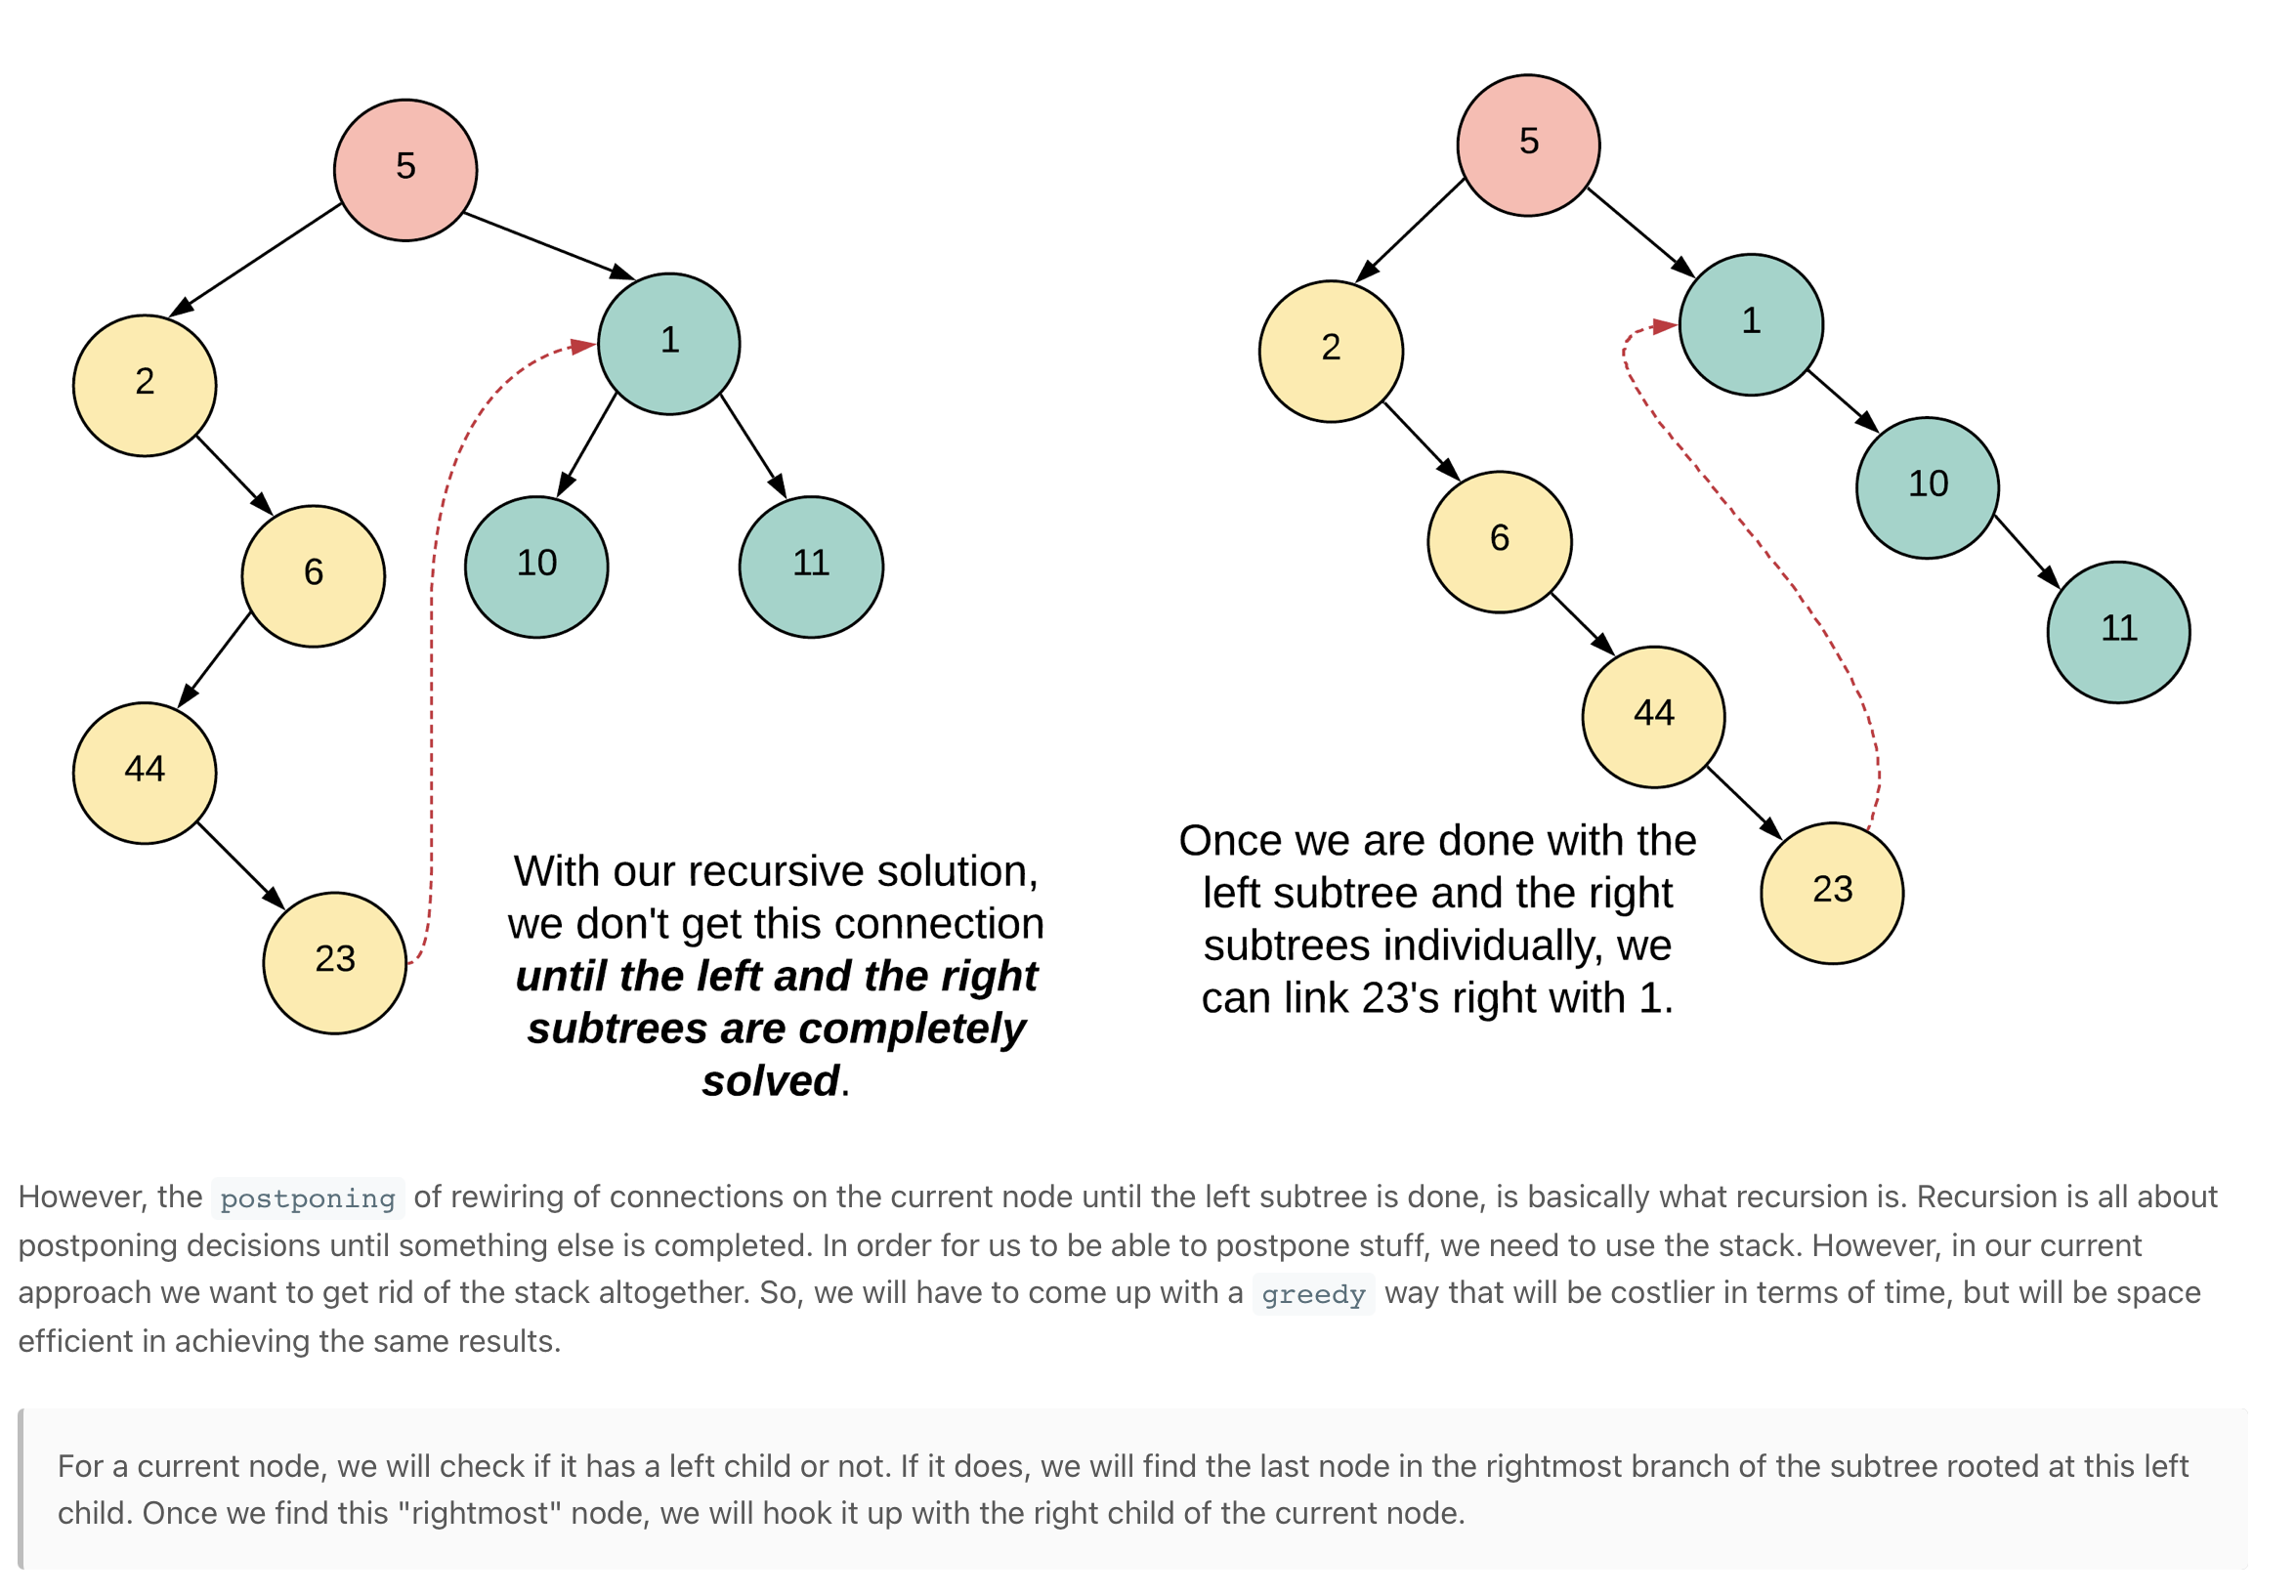 5
2
1
6
10
11
44
23
With our recursive solution,
we don't get this connection
until the left and the right
subtrees are completely
solved.
5
2
1
6
10
44
11
23
Once we are done with the
left subtree and the right
subtrees individually, we
can link 23's right with 1.
However, the postponing of rewiring of connections on the current node until the left subtree is done, is basically what recursion is. Recursion is all about
postponing decisions until something else is completed. In order for us to be able to postpone stuff, we need to use the stack. However, in our current
approach we want to get rid of the stack altogether. So, we will have to come up with a greedy way that will be costlier in terms of time, but will be space
efficient in achieving the same results.
For a current node, we will check if it has a left child or not. If it does, we will find the last node in the rightmost branch of the subtree rooted at this left
child. Once we find this "rightmost" node, we will hook it up with the right child of the current node.